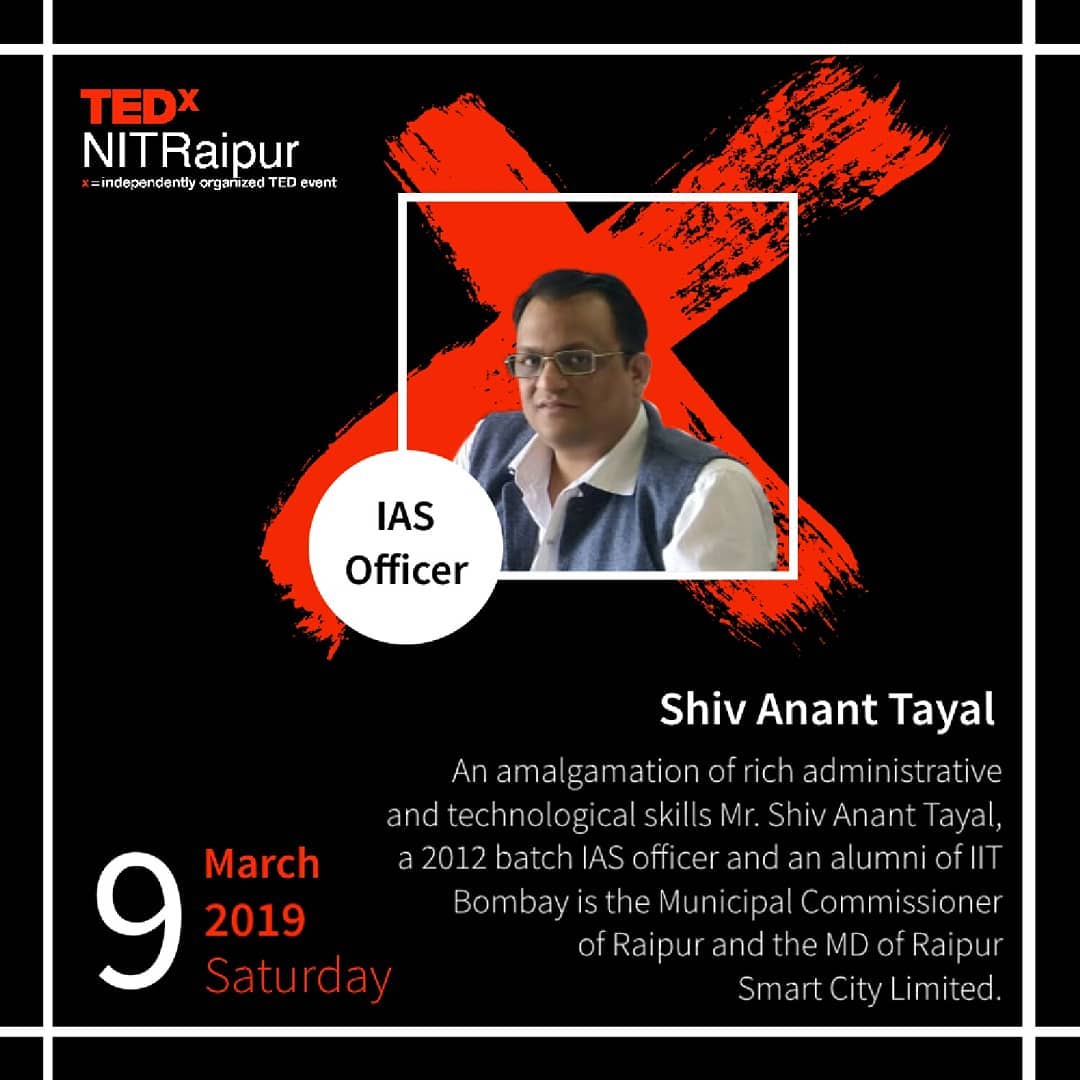 TEDx
NITRaipur
x=independently organized TED event
IAS
Officer
Shiv Anant Tayal
An amalgamation of rich administrative
and technological skills Mr. Shiv Anant Tayal,
a 2012 batch IAS officer and an alumni of IIT
Bombay is the Municipal Commissioner
of Raipur and the MD of Raipur
Smart City Limited.
9
March
2019
Saturday